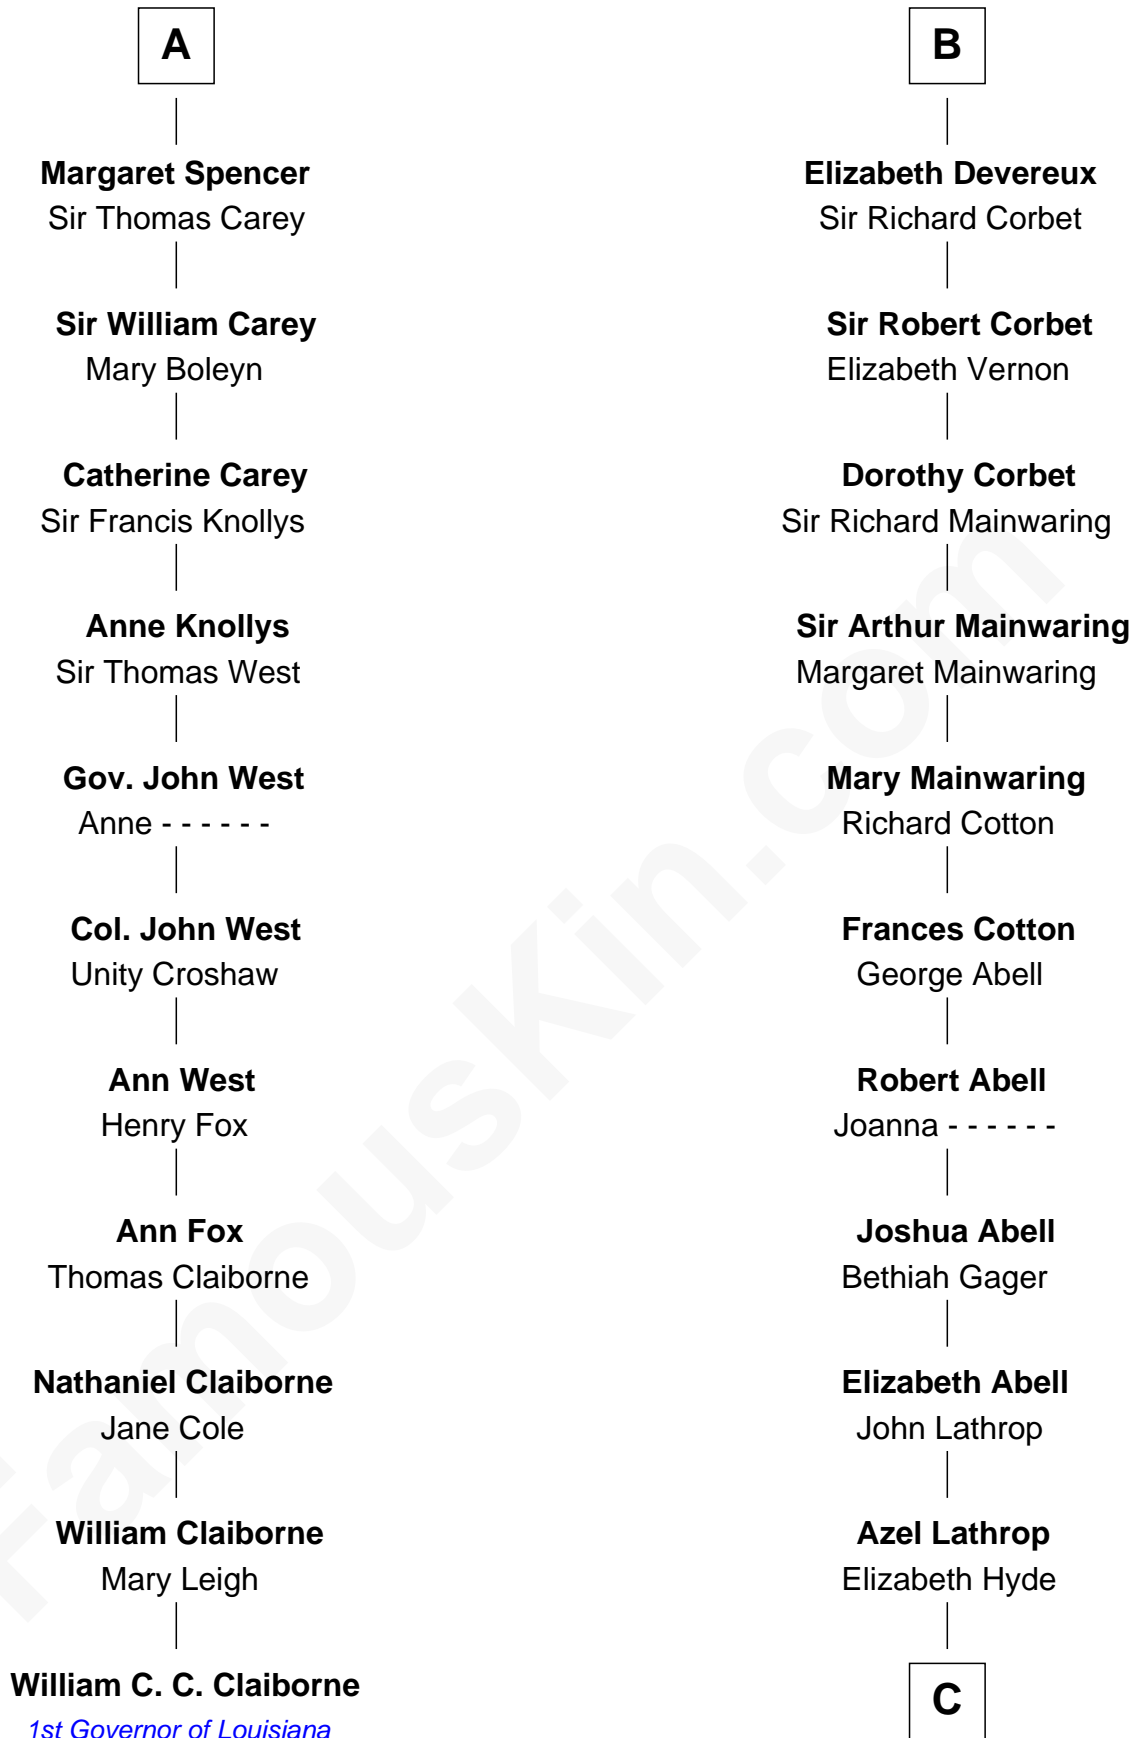 A
Margaret Spencer
Sir Thomas Carey
Sir William Carey
Mary Boleyn
Catherine Carey
Sir Francis Knollys
Anne Knollys
Sir Thomas West
Gov. John West
Anne - - - - - -
Col. John West
Unity Croshaw
Ann West
Henry Fox
Ann Fox
Thomas Claiborne
Nathaniel Claiborne
Jane Cole
William Claiborne
Mary Leigh
William C. C. Claiborne
1st Governor of Louisiana
B
Elizabeth Devereux
Sir Richard Corbet
Sir Robert Corbet
Elizabeth Vernon
Dorothy Corbet
Sir Richard Mainwaring
Sir Arthur Mainwaring
Margaret Mainwaring
Mary Mainwaring
Richard Cotton
Frances Cotton
George Abell
Robert Abell
Joanna - - - - - -
Joshua Abell
Bethiah Gager
Elizabeth Abell
John Lathrop
Azel Lathrop
Elizabeth Hyde
C
FamousKin.com